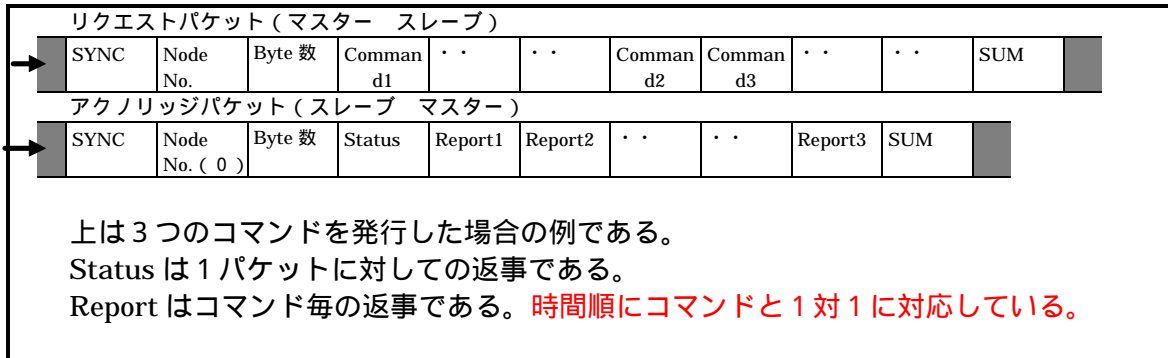 リクエストパケット（マスター　スレーブ）
SYNC Node No. Byte 数 Command1 ・・ ・・ Command2 Command3 ・・ ・・ SUM
アクノリッジパケット（スレーブ　マスター）
SYNC Node No.(０) Byte 数 Status Report1 Report2 ・・ ・・ Report3 SUM
上は３つのコマンドを発行した場合の例である。
Status は１パケットに対しての返事である。
Report はコマンド毎の返事である。時間順にコマンドと１対１に対応している。